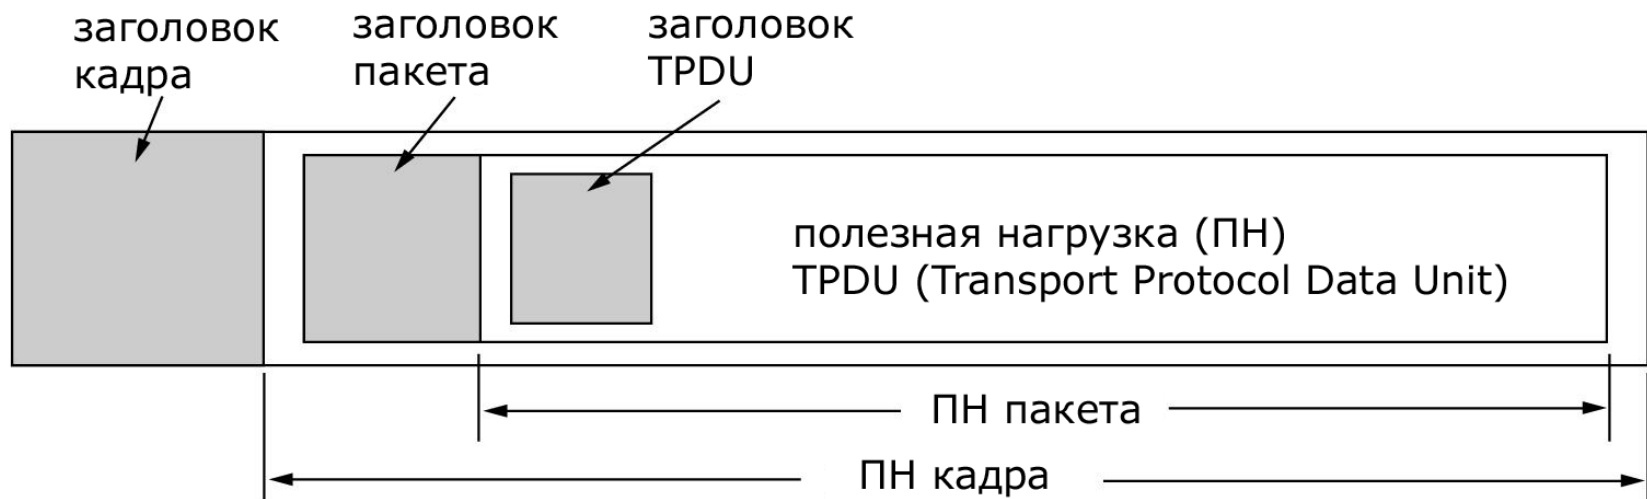 заголовок
кадра
заголовок
пакета
заголовок
TPDU
полезная нагрузка (ПН)
TPDU (Transport Protocol Data Unit)
ПН пакета
ПН кадра